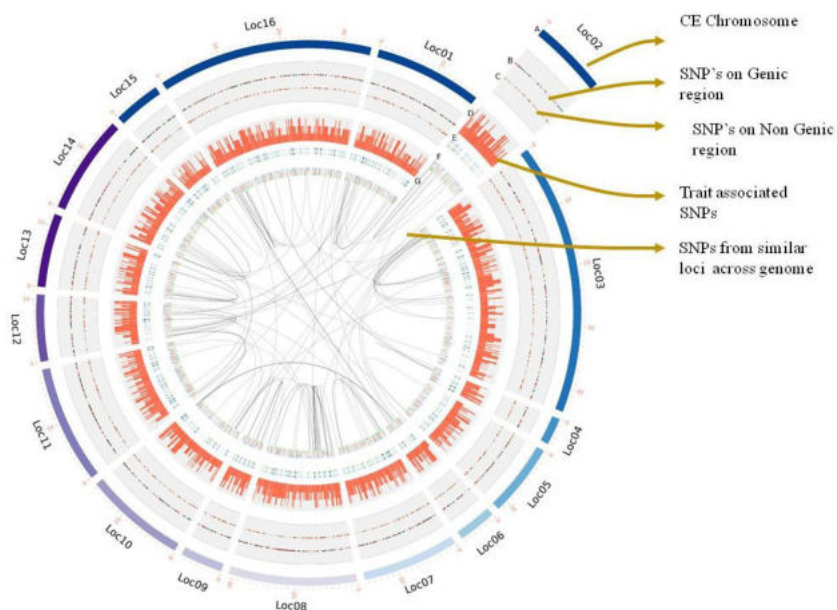 Loc16
Loc01
Loc02
Loc15
Loc14
Loc13
Loc12
Loc11
Loc10
Loc09
Loc08
Loc07
Loc06
Loc05
Loc04
Loc03
A
B
C
D
E
F
G
CE Chromosome
SNP's on Genic
region
SNP's on Non Genic
region
Trait associated
SNPs
SNPs from similar
loci across genome